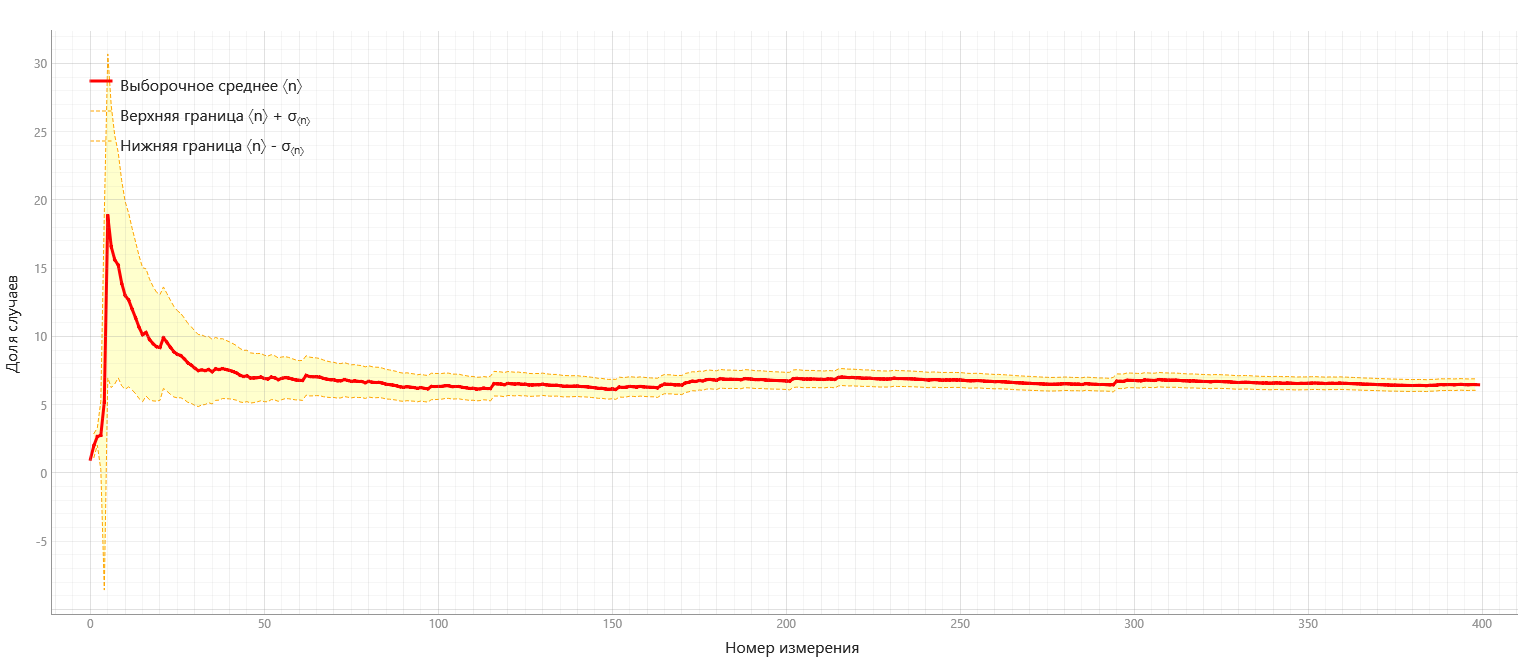 30
25
20
15
10
5
0
-5
Доля случаев
Выборочное среднее ⟨n⟩
Верхняя граница ⟨n⟩ + σ⟨n⟩
Нижняя граница ⟨n⟩ - σ⟨n⟩
0 50 100 150 200 250 300 350 400
Номер измерения